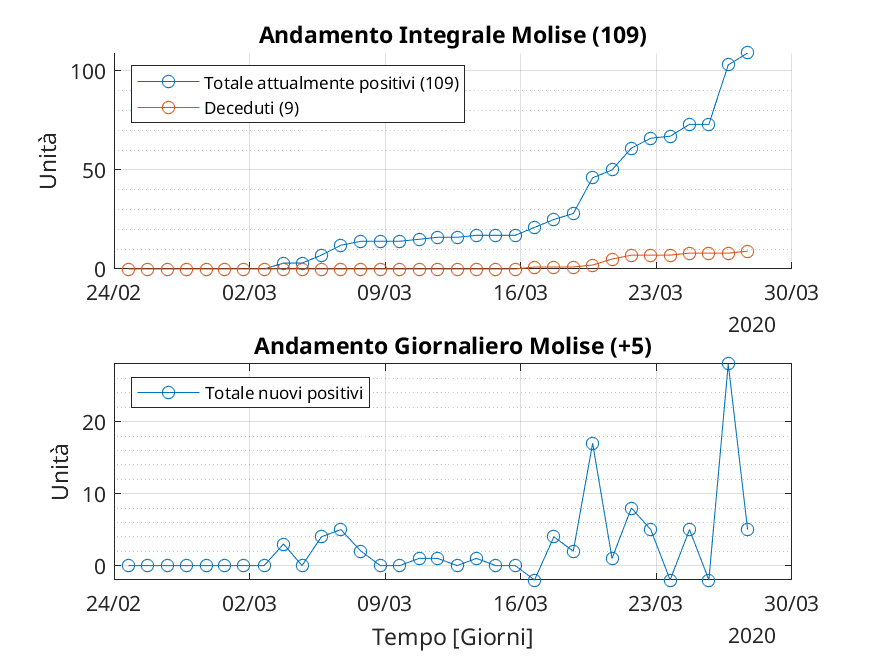 Andamento Integrale Molise (109)
Totale attualmente positivi (109)
Deceduti (9)
Unità
100
50
0
24/02 02/03 09/03 16/03 23/03 30/03
2020
Andamento Giornaliero Molise (+5)
Totale nuovi positivi
Unità
20
10
0
24/02 02/03 09/03 16/03 23/03 30/03
Tempo [Giorni] 2020